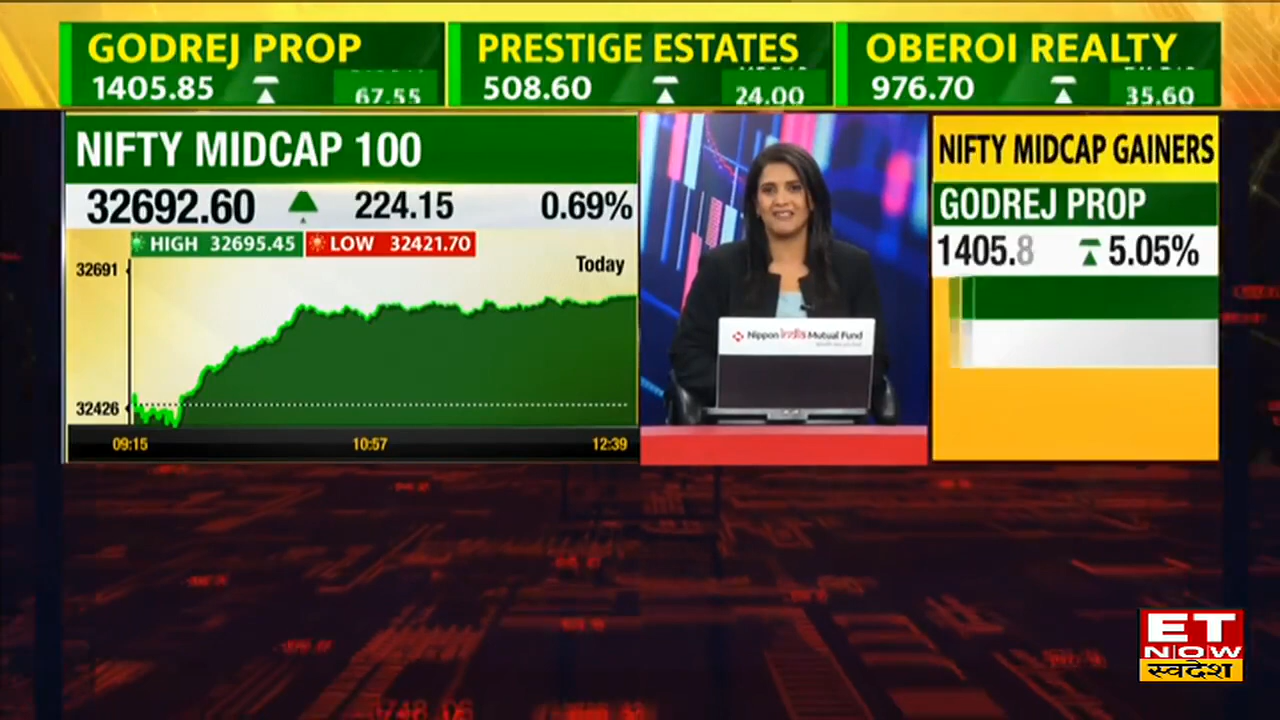 GODREJ PROP
1405.85
67.55
PRESTIGE ESTATES
508.60
24.00
OBEROI REALTY
976.70
35.60
NIFTY MIDCAP 100
32692.60 224.15 0.69%
HIGH 32695.45 LOW 32421.70
Today
32691
32426
09:15 10:57 12:39
Nippon india Mutual Fund
NIFTY MIDCAP GAINERS
GODREJ PROP
1405.8 5.05%
ET
NOW
स्वदेश